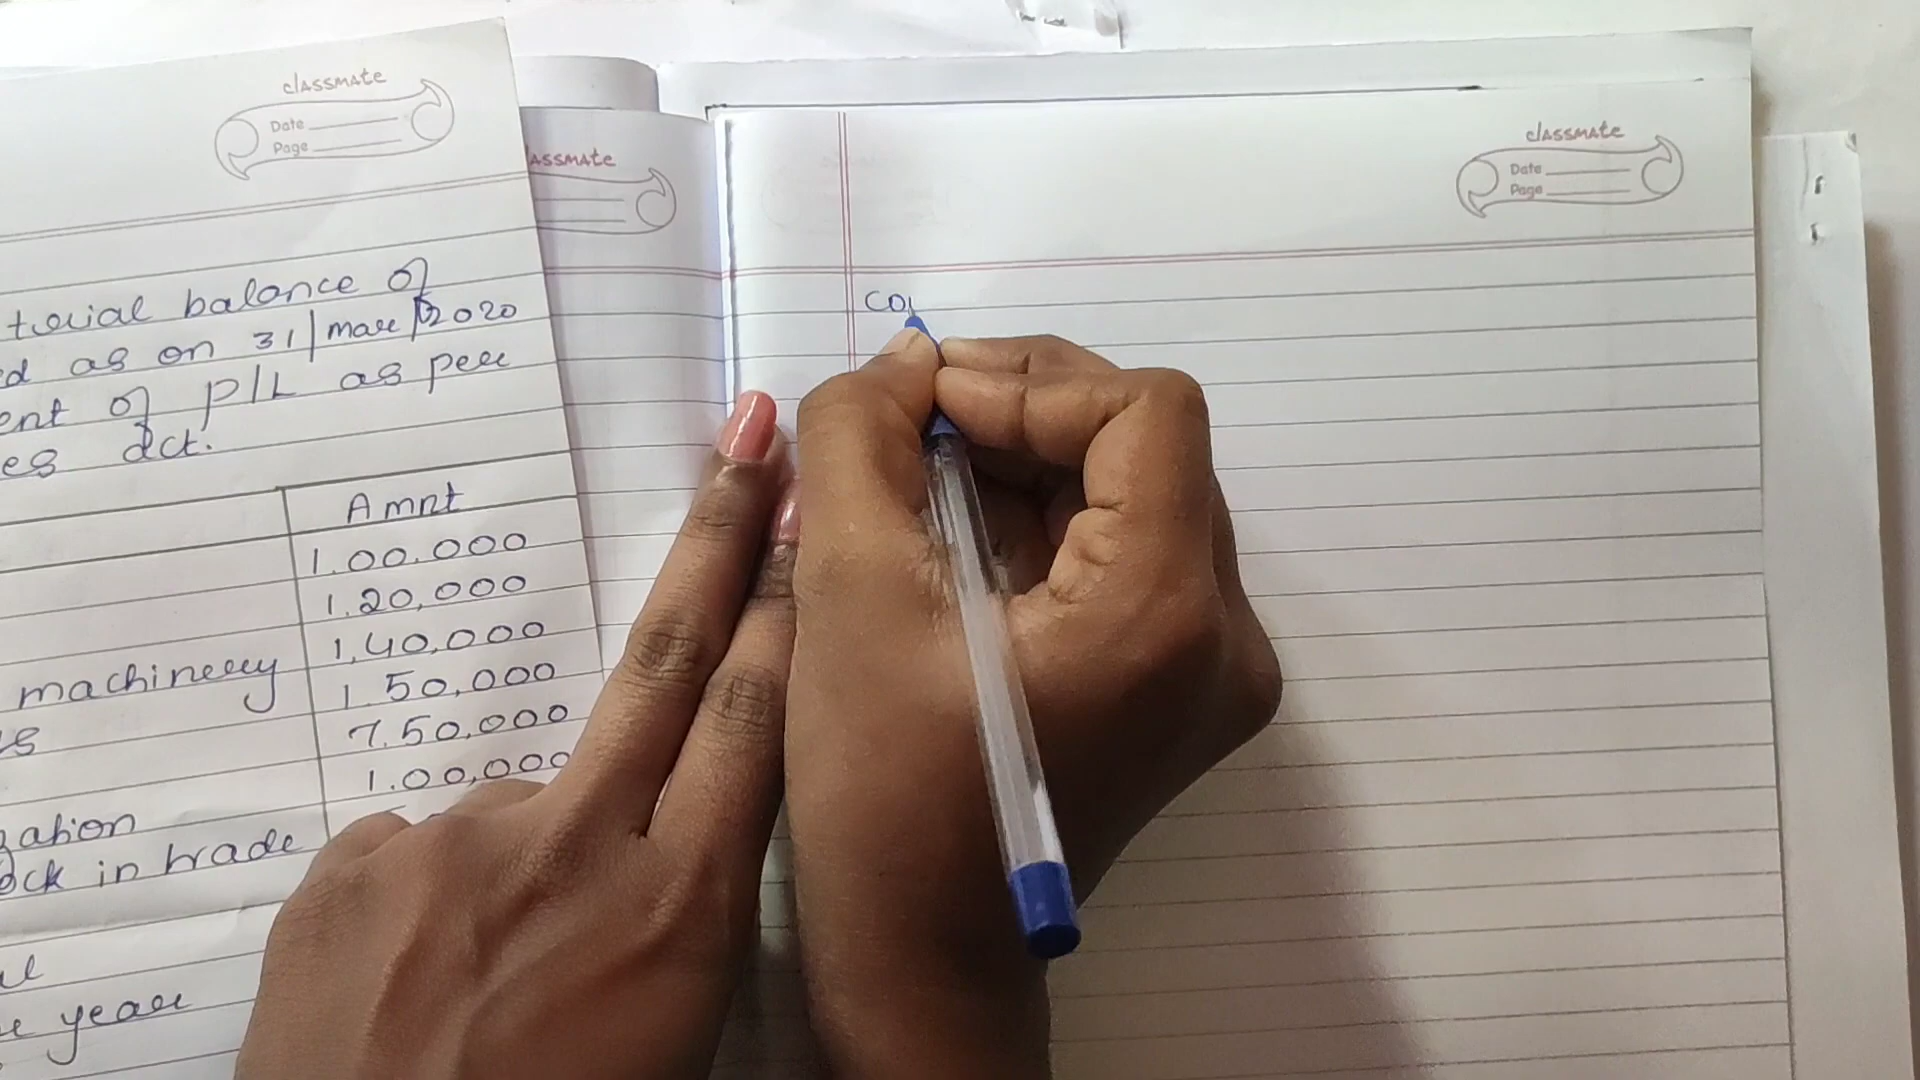 classmate
Date
Page
trial balance of
d as on 31/mar/2020
ent of P/L as per
es Act.
Amnt
1.00.000
1.20,000
1,40,000
machinery 1.50,000
7.50,000
1.00,000
ation
ock in trade
year
assmate
classmate
Date
Page
CO